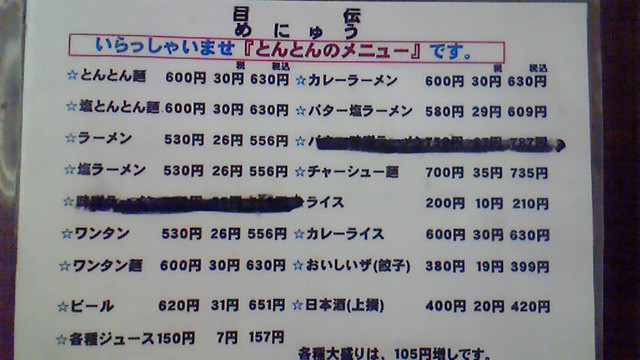 目伝
めにゅう
いらっしゃいませ『とんとんのメニュー』です。
税 税込 税 税込
☆とんとん麺 600円 30円 630円 ☆カレーラーメン 600円 30円 630円
☆塩とんとん麺 600円 30円 630円 ☆バター塩ラーメン 580円 29円 609円
☆ラーメン 530円 26円 556円 ☆
☆塩ラーメン 530円 26円 556円 ☆チャーシュー麺 700円 35円 735円
☆ ☆ライス 200円 10円 210円
☆ワンタン 530円 26円 556円 ☆カレーライス 600円 30円 630円
☆ワンタン麺 600円 30円 630円 ☆おいしいザ(餃子) 380円 19円 399円
☆ビール 620円 31円 651円 ☆日本酒(上撰) 400円 20円 420円
☆各種ジュース150円 7円 157円
各種大盛りは、105円増しです。